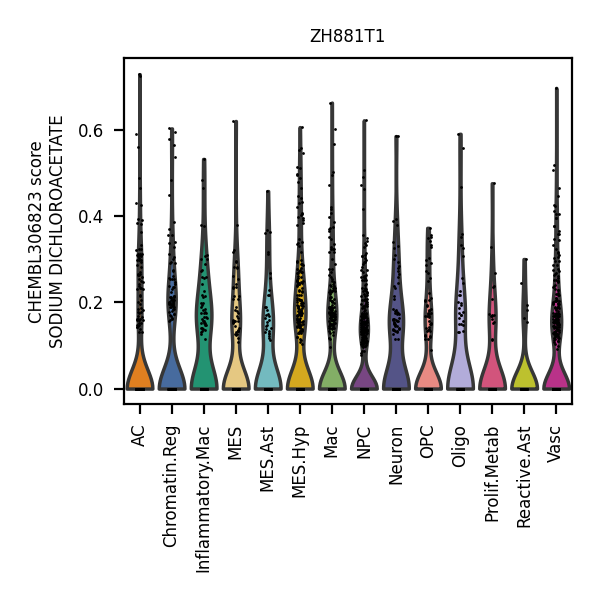 ZH881T1
CHEMBL306823 score
SODIUM DICHLOROACETATE
0.6
0.4
0.2
0.0
AC
Chromatin.Reg
Inflammatory.Mac
MES
MES.Ast
MES.Hyp
Mac
NPC
Neuron
OPC
Oligo
Prolif.Metab
Reactive.Ast
Vasc